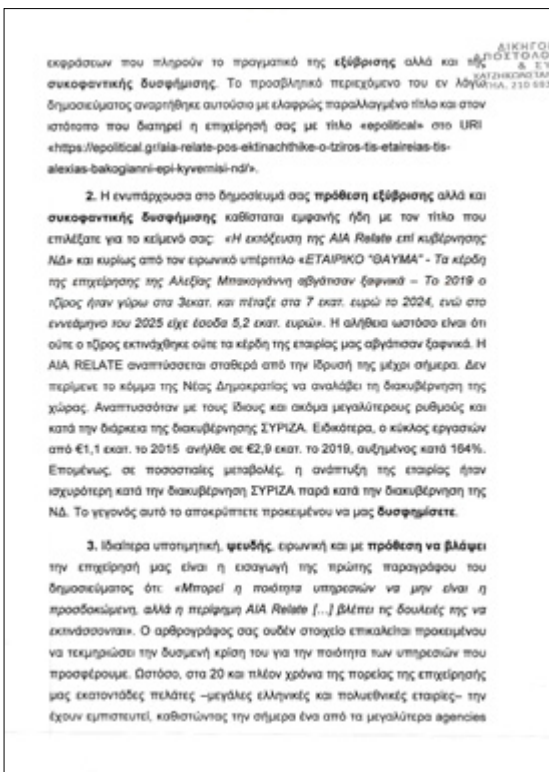 ΔΙΚΗΓΟΡ
ΑΠΟΣΤΟΛΟ
& ΣΥ
ΧΑΤΖΗΚΩΝΣΤΑΝ
ΤΗΛ. 210 69
εκφράσεων που πληρούν το πραγματικό της εξύβρισης αλλά και της
συκοφαντικής δυσφήμισης. Το προσβλητικό περιεχόμενο του εν λόγω
δημοσιεύματος αναρτήθηκε αυτούσιο με ελαφρώς παραλλαγμένο τίτλο και στον
ιστότοπο που διατηρεί η επιχείρησή σας με τίτλο «epolitical» στο URI
«https://epolitical.gr/aia-relate-pos-ektinachthike-o-tziros-tis-etaireias-tis-
alexias-bakogianni-epi-kyvernisi-nd/».
2. Η ενυπάρχουσα στο δημοσίευμά σας πρόθεση εξύβρισης αλλά και
συκοφαντικής δυσφήμισης καθίσταται εμφανής ήδη με τον τίτλο που
επιλέξατε για το κείμενό σας: «Η εκτόξευση της AIA Relate επί κυβέρνησης
ΝΔ» και κυρίως από τον ειρωνικό υπέρτιτλο «ΕΤΑΙΡΙΚΟ "ΘΑΥΜΑ" - Τα κέρδη
της επιχείρησης της Αλεξίας Μπακογιάννη αβγάτισαν ξαφνικά – Το 2019 ο
τζίρος ήταν γύρω στα 3εκατ. και πέταξε στα 7 εκατ. ευρώ το 2024, ενώ στο
εννεάμηνο του 2025 είχε έσοδα 5,2 εκατ. ευρώ». Η αλήθεια ωστόσο είναι ότι
ούτε ο τζίρος εκτινάχθηκε ούτε τα κέρδη της εταιρίας μας αβγάτισαν ξαφνικά. Η
AIA RELATE αναπτύσσεται σταθερά από την ίδρυσή της μέχρι σήμερα. Δεν
περίμενε το κόμμα της Νέας Δημοκρατίας να αναλάβει τη διακυβέρνηση της
χώρας. Αναπτυσσόταν με τους ίδιους και ακόμα μεγαλύτερους ρυθμούς και
κατά την διάρκεια της διακυβέρνησης ΣΥΡΙΖΑ. Ειδικότερα, ο κύκλος εργασιών
από €1,1 εκατ. το 2015 ανήλθε σε €2,9 εκατ. το 2019, αυξημένος κατά 164%.
Επομένως, σε ποσοστιαίες μεταβολές, η ανάπτυξη της εταιρίας ήταν
ισχυρότερη κατά την διακυβέρνηση ΣΥΡΙΖΑ παρά κατά την διακυβέρνηση της
ΝΔ. Το γεγονός αυτό το αποκρύπτετε προκειμένου να μας δυσφημίσετε.
3. Ιδιαίτερα υποτιμητική, ψευδής, ειρωνική και με πρόθεση να βλάψει
την επιχείρησή μας είναι η εισαγωγή της πρώτης παραγράφου του
δημοσιεύματος ότι: «Μπορεί η ποιότητα υπηρεσιών να μην είναι η
προσδοκώμενη, αλλά η περίφημη AIA Relate [...] βλέπει τις δουλειές της να
εκτινάσσονται». Ο αρθρογράφος σας ουδέν στοιχείο επικαλείται προκειμένου
να τεκμηριώσει την δυσμενή κρίση του για την ποιότητα των υπηρεσιών που
προσφέρουμε. Ωστόσο, στα 20 και πλέον χρόνια της πορείας της επιχείρησής
μας εκατοντάδες πελάτες –μεγάλες ελληνικές και πολυεθνικές εταιρίες– την
έχουν εμπιστευτεί, καθιστώντας την σήμερα ένα από τα μεγαλύτερα agencies